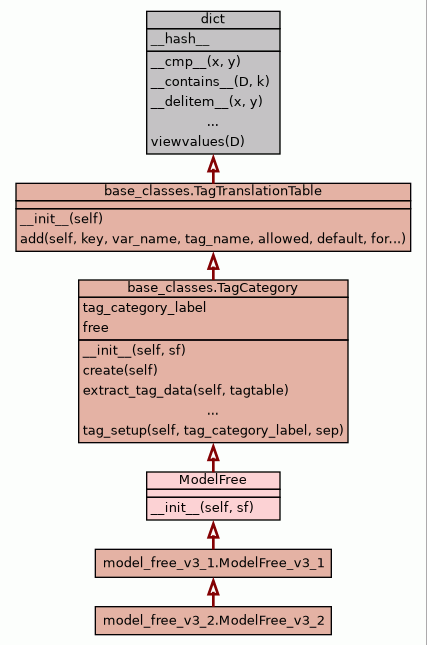 dict
__hash__
__cmp__(x, y)
__contains__(D, k)
__delitem__(x, y)
...
viewvalues(D)
base_classes.TagTranslationTable
__init__(self)
add(self, key, var_name, tag_name, allowed, default, for...)
base_classes.TagCategory
tag_category_label
free
__init__(self, sf)
create(self)
extract_tag_data(self, tagtable)
...
tag_setup(self, tag_category_label, sep)
ModelFree
__init__(self, sf)
model_free_v3_1.ModelFree_v3_1
model_free_v3_2.ModelFree_v3_2